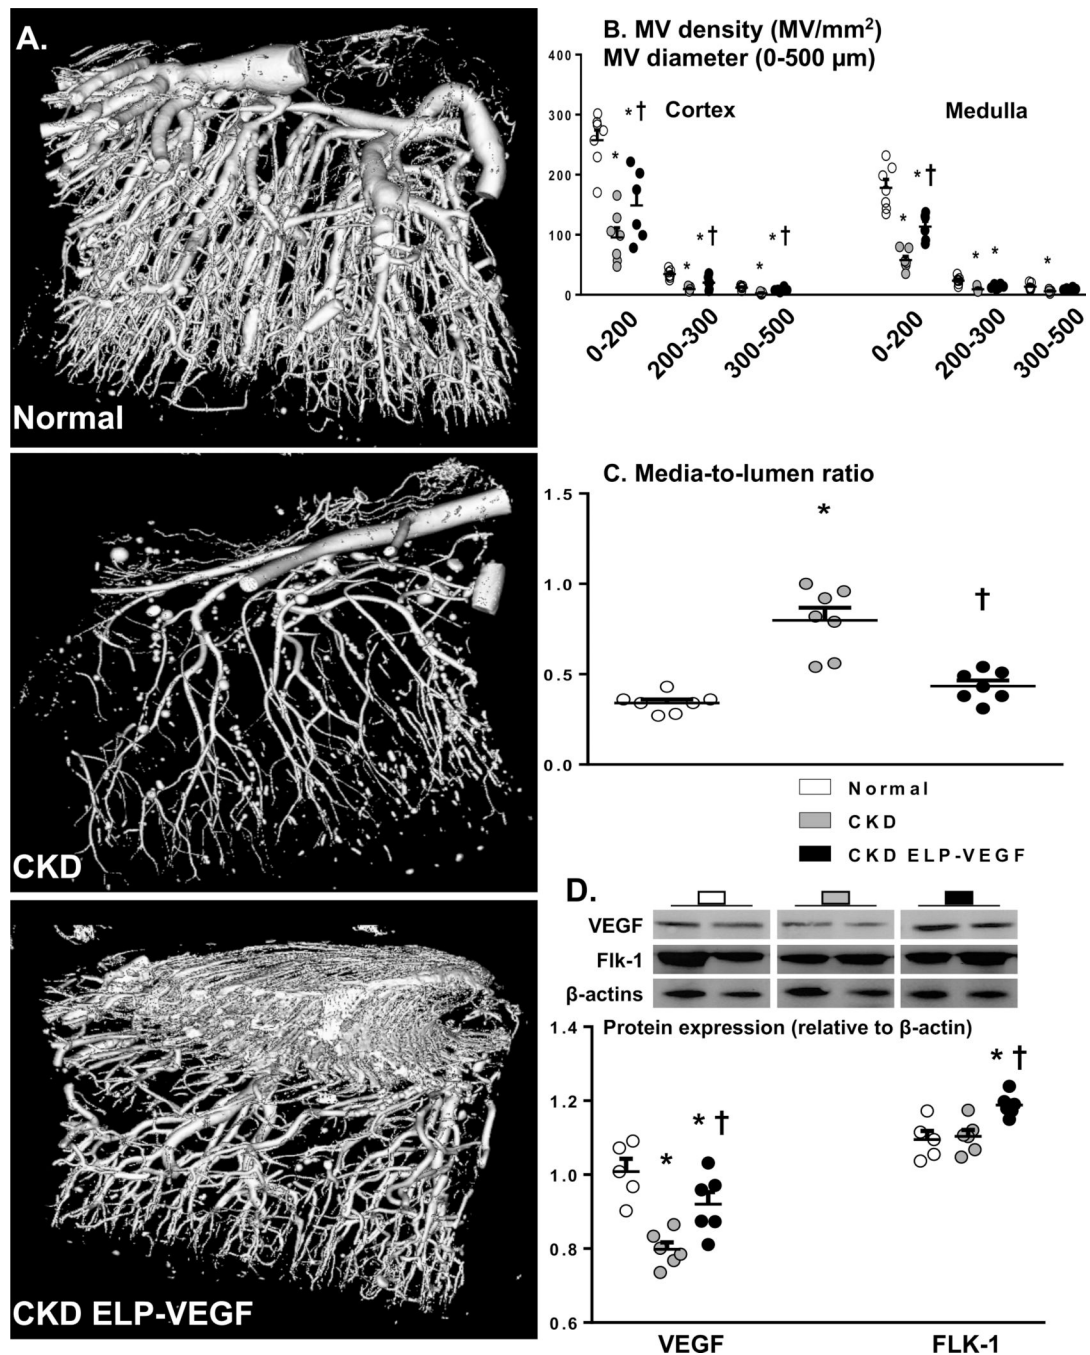 A.
Normal
CKD
CKD ELP-VEGF
B. MV density (MV/mm²)
MV diameter (0-500 µm)
400
300
200
100
0
Cortex
Medulla
* †
*
* †
*
* †
*
* †
*
* †
*
*
*
*
0-200
200-300
300-500
0-200
200-300
300-500
C. Media-to-lumen ratio
1.5
1.0
0.5
0.0
*
†
Normal
CKD
CKD ELP-VEGF
D.
VEGF
Flk-1
β-actins
Protein expression (relative to β-actin)
1.4
1.2
1.0
0.8
0.6
*
* †
* †
VEGF
FLK-1